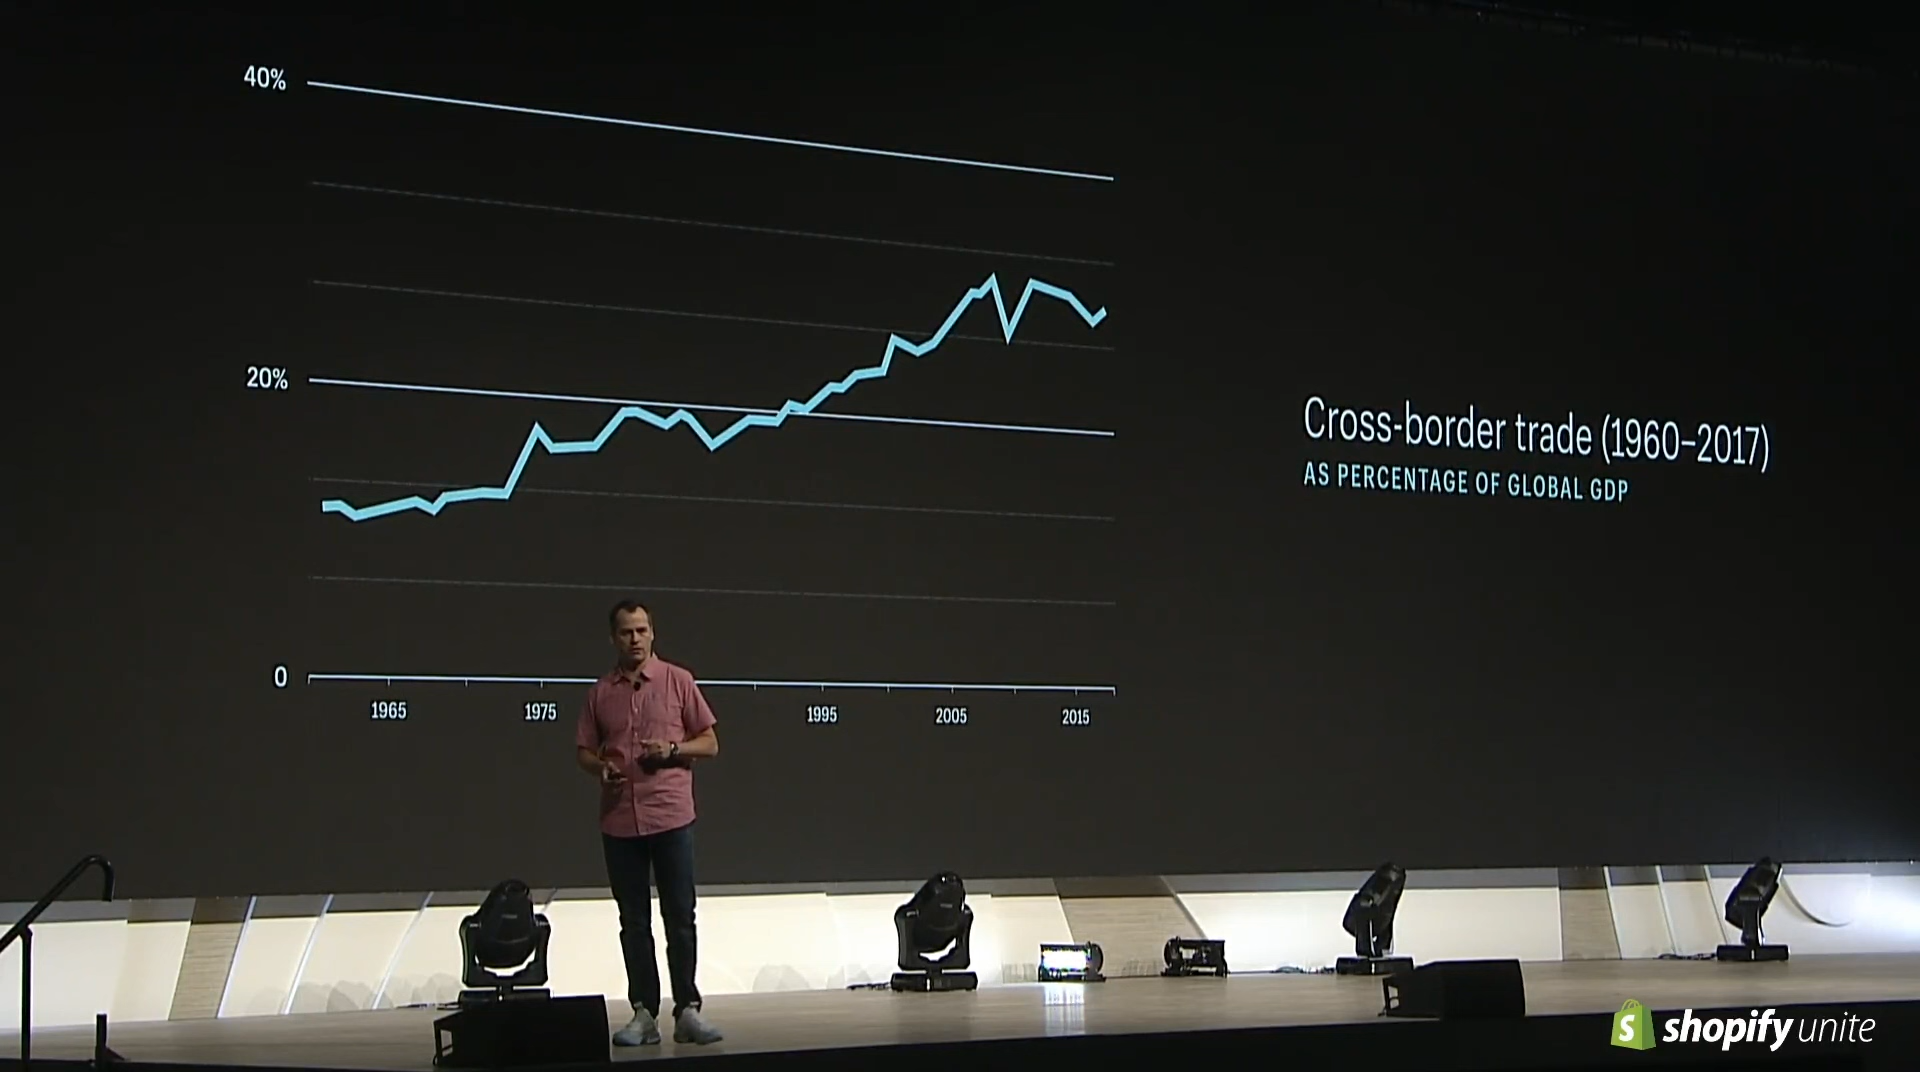 40%
20%
0
1965
1975
1995
2005
2015
Cross-border trade (1960–2017)
AS PERCENTAGE OF GLOBAL GDP
shopify unite